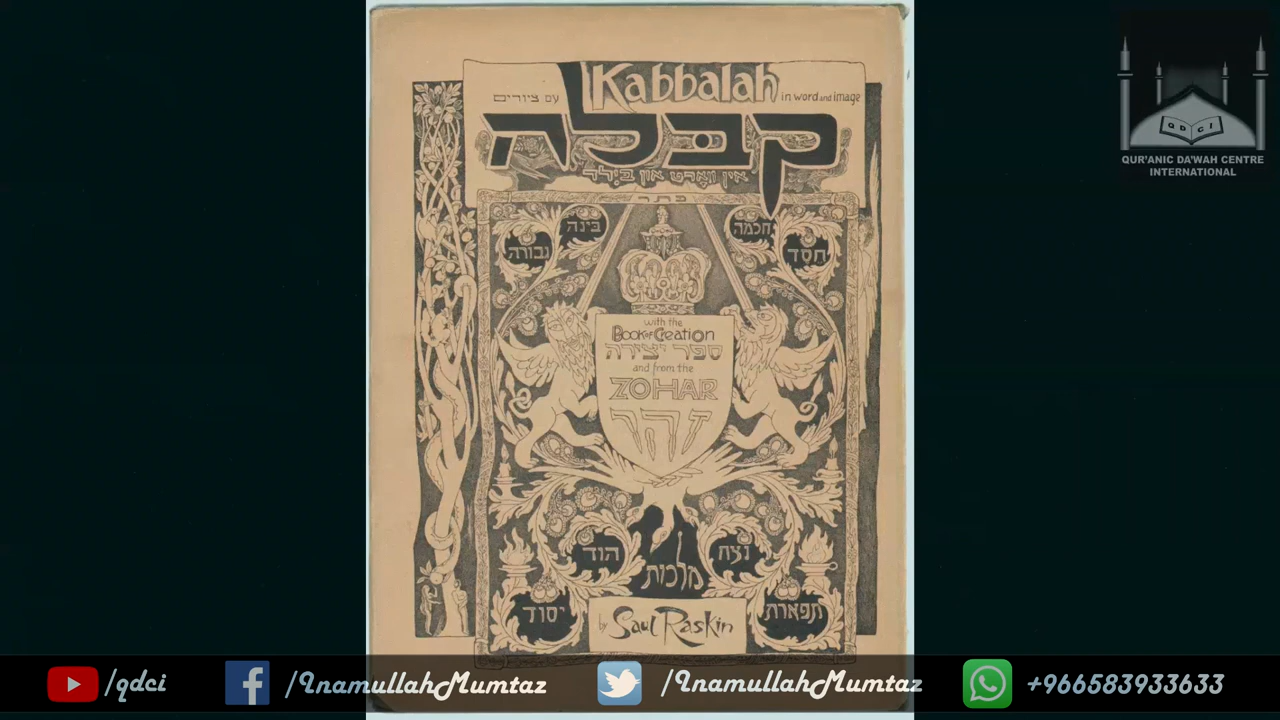 Kabbalah
in word and image
עם ציורים
קבלה
אין ווארט און בילד
כתר
בינה
חכמה
גבורה
חסד
with the
Book of Creation
ספר יצירה
and from the
ZOHAR
זהר
הוד
נצח
מלכות
יסוד
תפארת
by Saul Raskin
Q D C I
QUR'ANIC DA'WAH CENTRE
INTERNATIONAL
/qdci
/InamullahMumtaz
/InamullahMumtaz
+966583933633